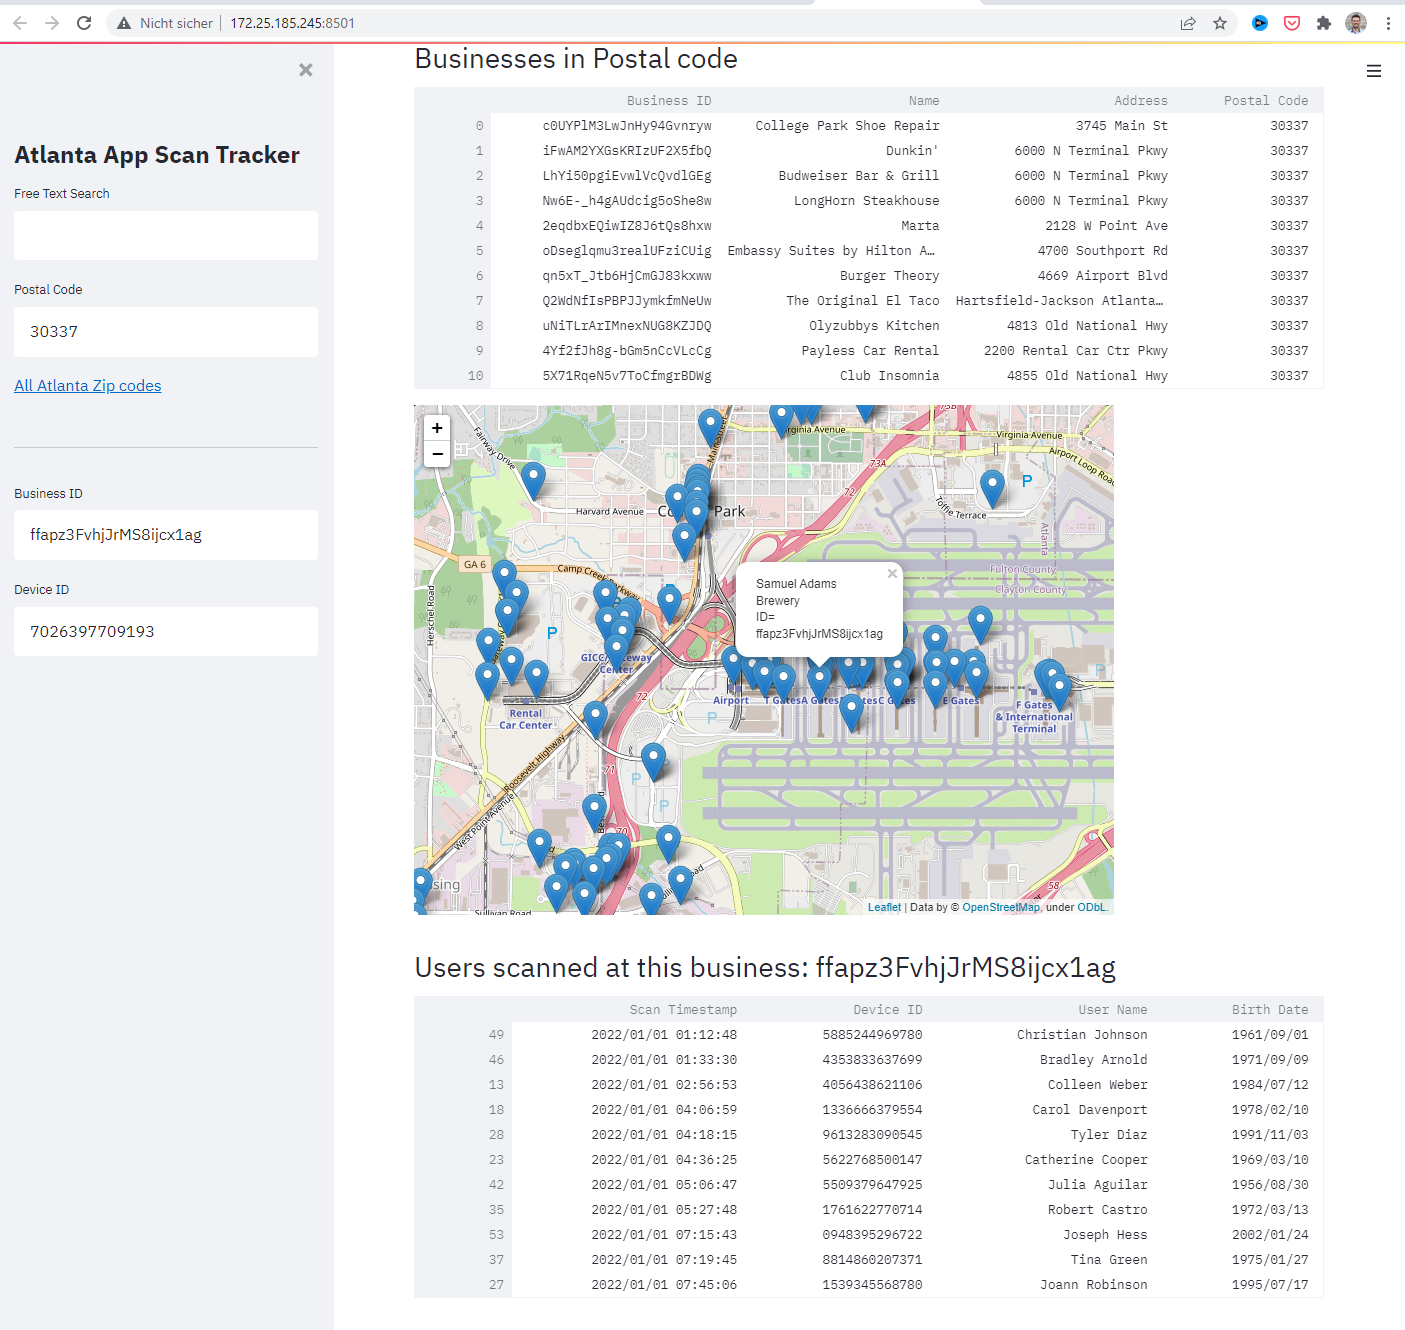 Nicht sicher | 172.25.185.245:8501
Atlanta App Scan Tracker
Free Text Search
Postal Code
30337
All Atlanta Zip codes
Business ID
ffapz3FvhjJrMS8ijcx1ag
Device ID
7026397709193
Businesses in Postal code
Business ID Name Address Postal Code
0 c0UYPlM3LwJnHy94Gvnryw College Park Shoe Repair 3745 Main St 30337
1 iFwAM2YXGsKRIzUF2X5fbQ Dunkin' 6000 N Terminal Pkwy 30337
2 LhYi50pgiEvwlVcQvdlGEg Budweiser Bar & Grill 6000 N Terminal Pkwy 30337
3 Nw6E-_h4gAUdcig5oShe8w LongHorn Steakhouse 6000 N Terminal Pkwy 30337
4 2eqdbxEQiwIZ8J6tQs8hxw Marta 2128 W Point Ave 30337
5 oDseglqmu3realUFziCUig Embassy Suites by Hilton A… 4700 Southport Rd 30337
6 qn5xT_Jtb6HjCmGJ83kxww Burger Theory 4669 Airport Blvd 30337
7 Q2WdNfIsPBPJJymkfmNeUw The Original El Taco Hartsfield-Jackson Atlanta… 30337
8 uNiTLrArIMnexNUG8KZJDQ Olyzubbys Kitchen 4813 Old National Hwy 30337
9 4Yf2fJh8g-bGm5nCcVLcCg Payless Car Rental 2200 Rental Car Ctr Pkwy 30337
10 5X71RqeN5v7ToCfmgrBDWg Club Insomnia 4855 Old National Hwy 30337
+
−
Fairway Drive
Main Street
Virginia Avenue
73B
Virginia Avenue
Airport Loop Road
73A
72
P
Toffie Terrace
Harvard Avenue
Park
Atlanta
GA 6
Camp Creek Parkway
Fulton County
Clayton County
Herschel Road
P
GICC Gateway
Center
Samuel Adams
Brewery
ID=
ffapz3FvhjJrMS8ijcx1ag
72
Airport
T Gates
A Gates
C Gates
E Gates
F Gates
& International
Terminal
Rental
Car Center
P
P
Roosevelt Highway
71
P
P
West Point Avenue
70
58
Sullivan Road
Leaflet | Data by © OpenStreetMap, under ODbL.
Users scanned at this business: ffapz3FvhjJrMS8ijcx1ag
Scan Timestamp Device ID User Name Birth Date
49 2022/01/01 01:12:48 5885244969780 Christian Johnson 1961/09/01
46 2022/01/01 01:33:30 4353833637699 Bradley Arnold 1971/09/09
13 2022/01/01 02:56:53 4056438621106 Colleen Weber 1984/07/12
18 2022/01/01 04:06:59 1336666379554 Carol Davenport 1978/02/10
28 2022/01/01 04:18:15 9613283090545 Tyler Diaz 1991/11/03
23 2022/01/01 04:36:25 5622768500147 Catherine Cooper 1969/03/10
42 2022/01/01 05:06:47 5509379647925 Julia Aguilar 1956/08/30
35 2022/01/01 05:27:48 1761622770714 Robert Castro 1972/03/13
53 2022/01/01 07:15:43 0948395296722 Joseph Hess 2002/01/24
37 2022/01/01 07:19:45 8814860207371 Tina Green 1975/01/27
27 2022/01/01 07:45:06 1539345568780 Joann Robinson 1995/07/17